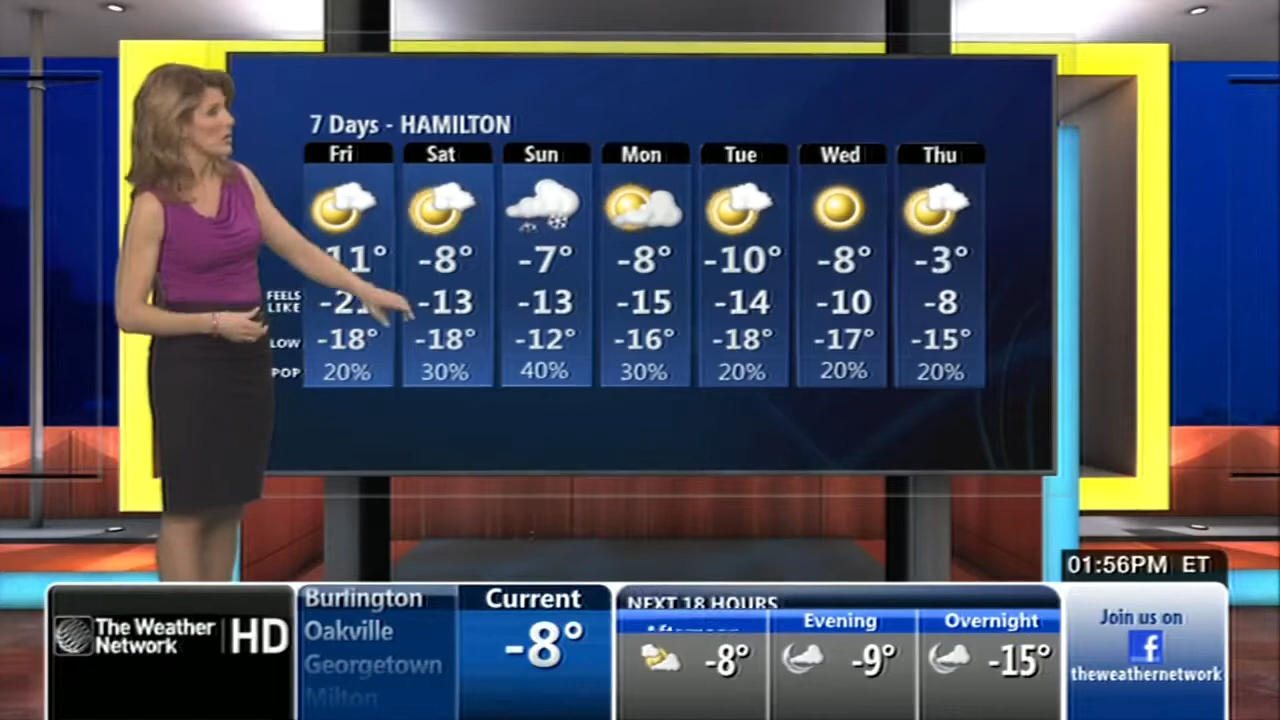 7 Days - HAMILTON
Fri Sat Sun Mon Tue Wed Thu
-11° -8° -7° -8° -10° -8° -3°
FEELS LIKE -21 -13 -13 -15 -14 -10 -8
LOW -18° -18° -12° -16° -18° -17° -15°
POP 20% 30% 40% 30% 20% 20% 20%
01:56PM ET
The Weather Network HD
Burlington
Oakville
Georgetown
Milton
Current
-8°
NEXT 18 HOURS
Evening Overnight
-8° -9° -15°
Join us on
f
theweathernetwork